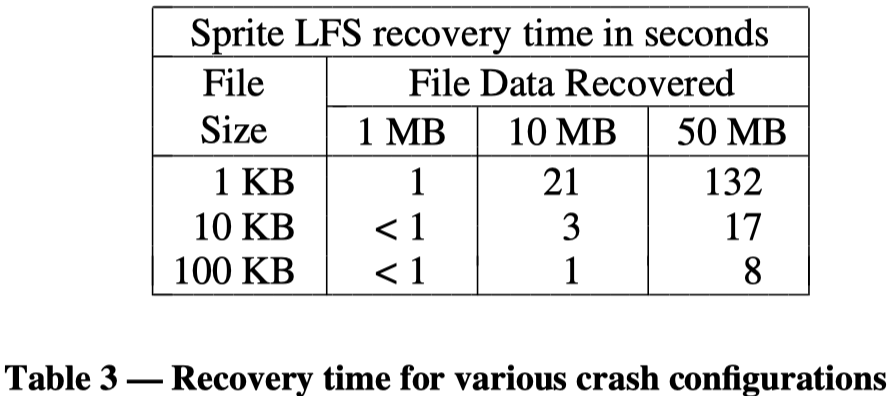 Sprite LFS recovery time in seconds
File Size File Data Recovered
1 MB 10 MB 50 MB
1 KB 1 21 132
10 KB < 1 3 17
100 KB < 1 1 8
Table 3 — Recovery time for various crash configurations